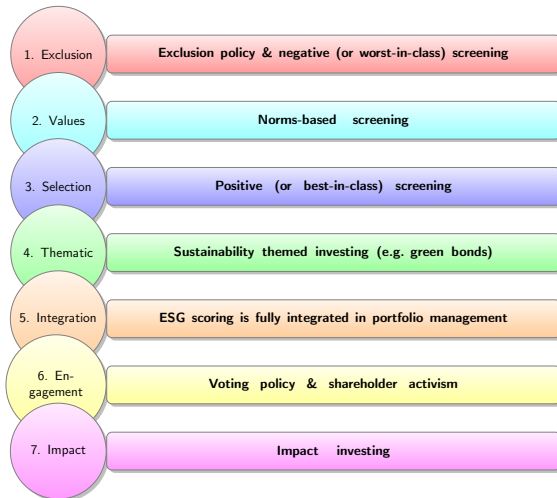 1. Exclusion
Exclusion policy & negative (or worst-in-class) screening
2. Values
Norms-based screening
3. Selection
Positive (or best-in-class) screening
4. Thematic
Sustainability themed investing (e.g. green bonds)
5. Integration
ESG scoring is fully integrated in portfolio management
6. En-
gagement
Voting policy & shareholder activism
7. Impact
Impact investing